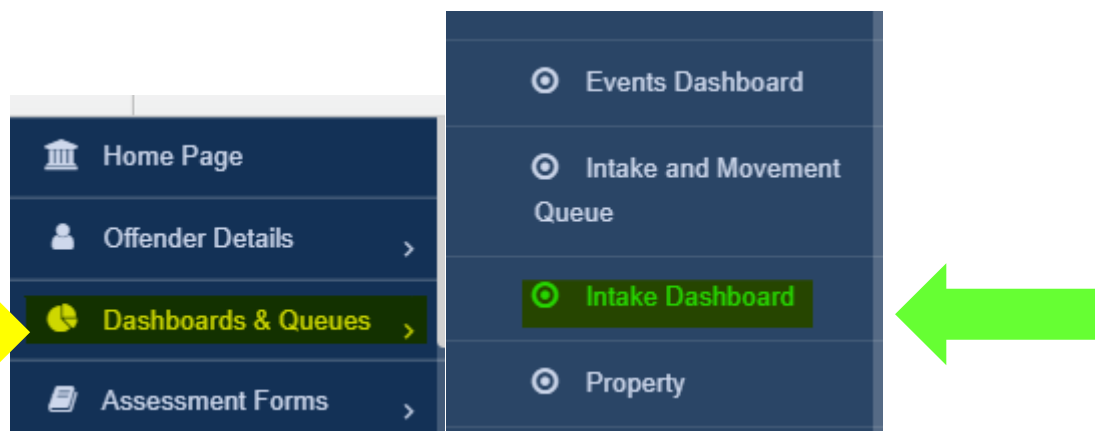 Home Page
Offender Details
Dashboards & Queues
Assessment Forms
Events Dashboard
Intake and Movement
Queue
Intake Dashboard
Property